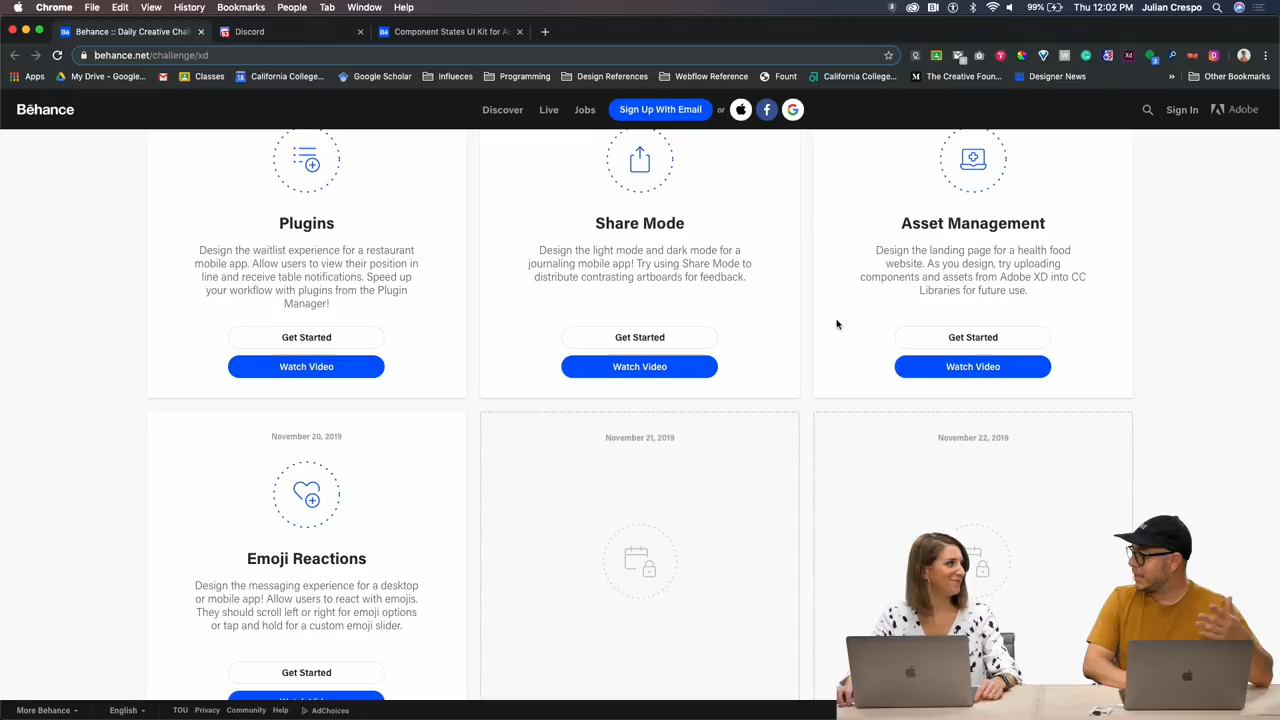 Chrome File Edit View History Bookmarks People Tab Window Help
99% Thu 12:02 PM Julian Crespo
Behance :: Daily Creative Chal
Discord
Component States UI Kit for A
behance.net/challenge/xd
Apps My Drive - Google... Classes California College... Google Scholar Influeces Programming Design References Webflow Reference Fount California College... The Creative Foun... Designer News Other Bookmarks
Bēhance Discover Live Jobs Sign Up With Email or Sign In Adobe
Plugins
Design the waitlist experience for a restaurant
mobile app. Allow users to view their position in
line and receive table notifications. Speed up
your workflow with plugins from the Plugin
Manager!
Get Started
Watch Video
Share Mode
Design the light mode and dark mode for a
journaling mobile app! Try using Share Mode to
distribute contrasting artboards for feedback.
Get Started
Watch Video
Asset Management
Design the landing page for a health food
website. As you design, try uploading
components and assets from Adobe XD into CC
Libraries for future use.
Get Started
Watch Video
November 20, 2019
Emoji Reactions
Design the messaging experience for a desktop
or mobile app! Allow users to react with emojis.
They should scroll left or right for emoji options
or tap and hold for a custom emoji slider.
Get Started
Watch Video
November 21, 2019
November 22, 2019
More Behance English TOU Privacy Community Help AdChoices